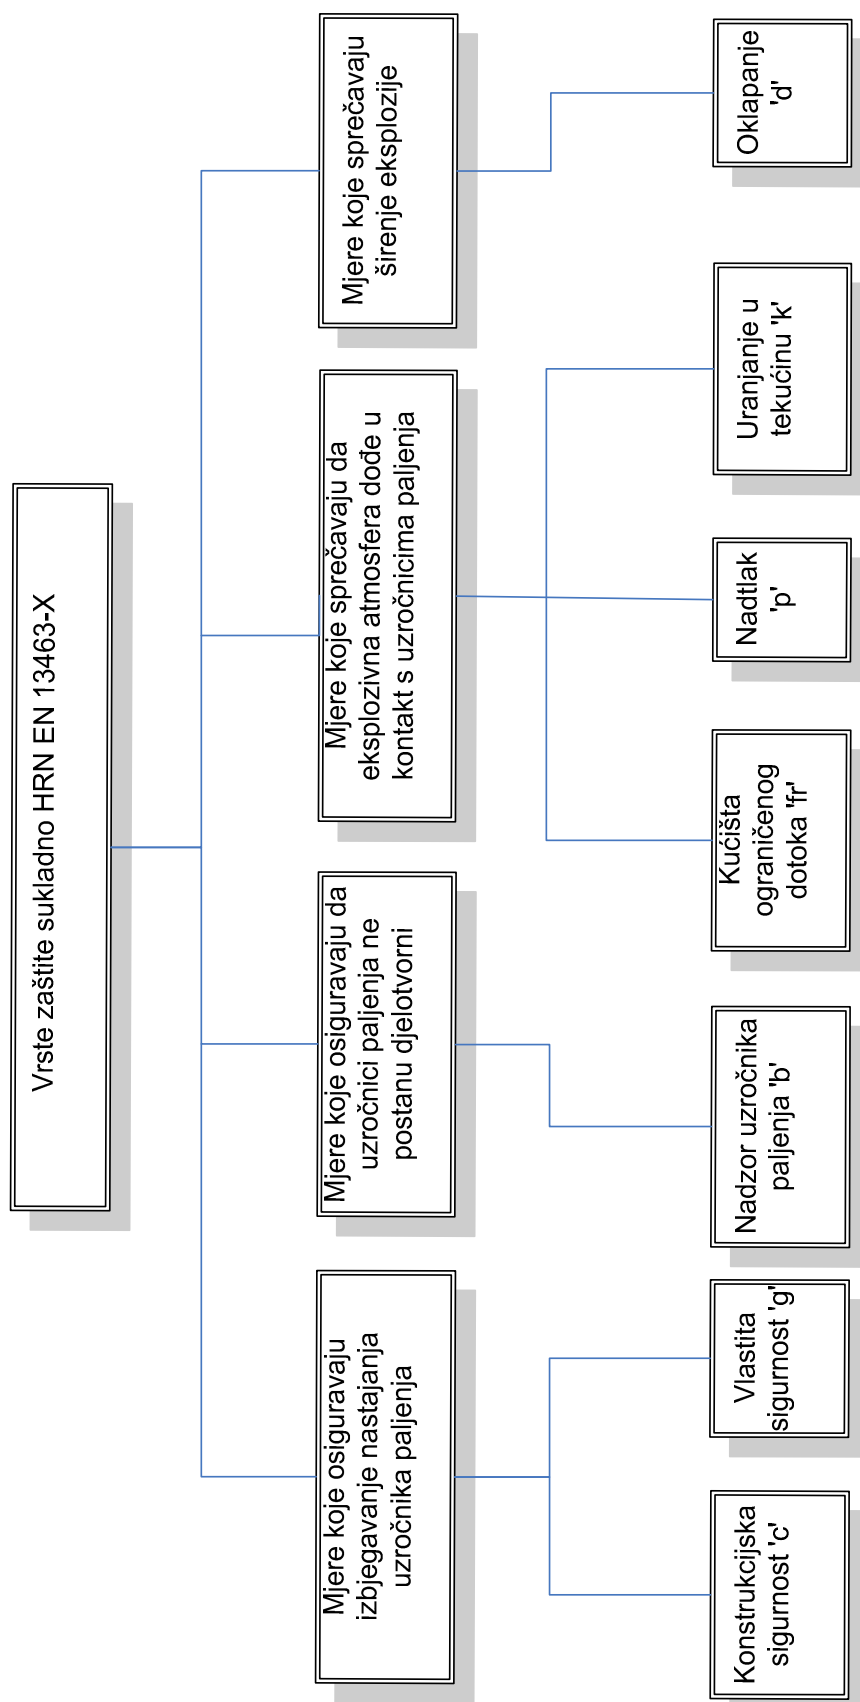 Vrste zaštite sukladno HRN EN 13463-X
Mjere koje osiguravaju
izbjegavanje nastajanja
uzročnika paljenja
Mjere koje osiguravaju da
uzročnici paljenja ne
postanu djelotvorni
Mjere koje sprečavaju da
eksplozivna atmosfera dođe u
kontakt s uzročnicima paljenja
Mjere koje sprečavaju
širenje eksplozije
Konstrukcijska
sigurnost 'c'
Vlastita
sigurnost 'g'
Nadzor uzročnika
paljenja 'b'
Kućišta
ograničenog
dotoka 'fr'
Nadtlak
'p'
Uranjanje u
tekućinu 'k'
Oklapanje
'd'